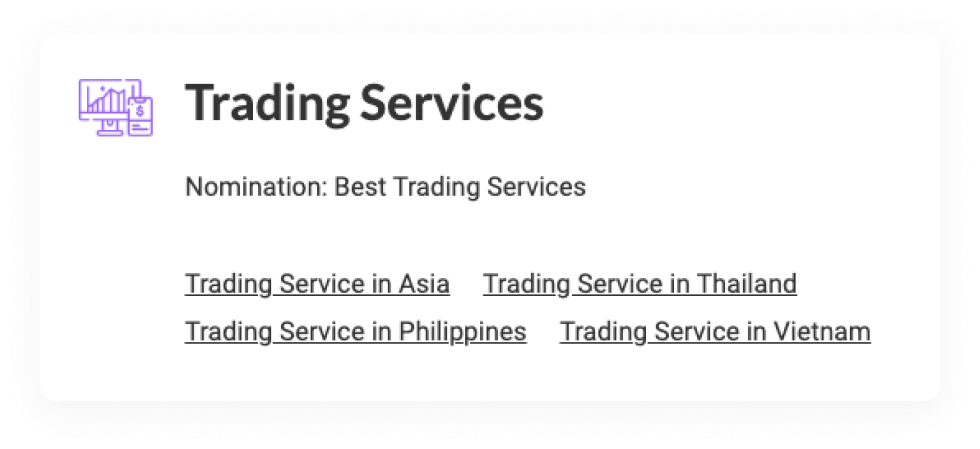 Trading Services
Nomination: Best Trading Services
Trading Service in Asia Trading Service in Thailand
Trading Service in Philippines Trading Service in Vietnam